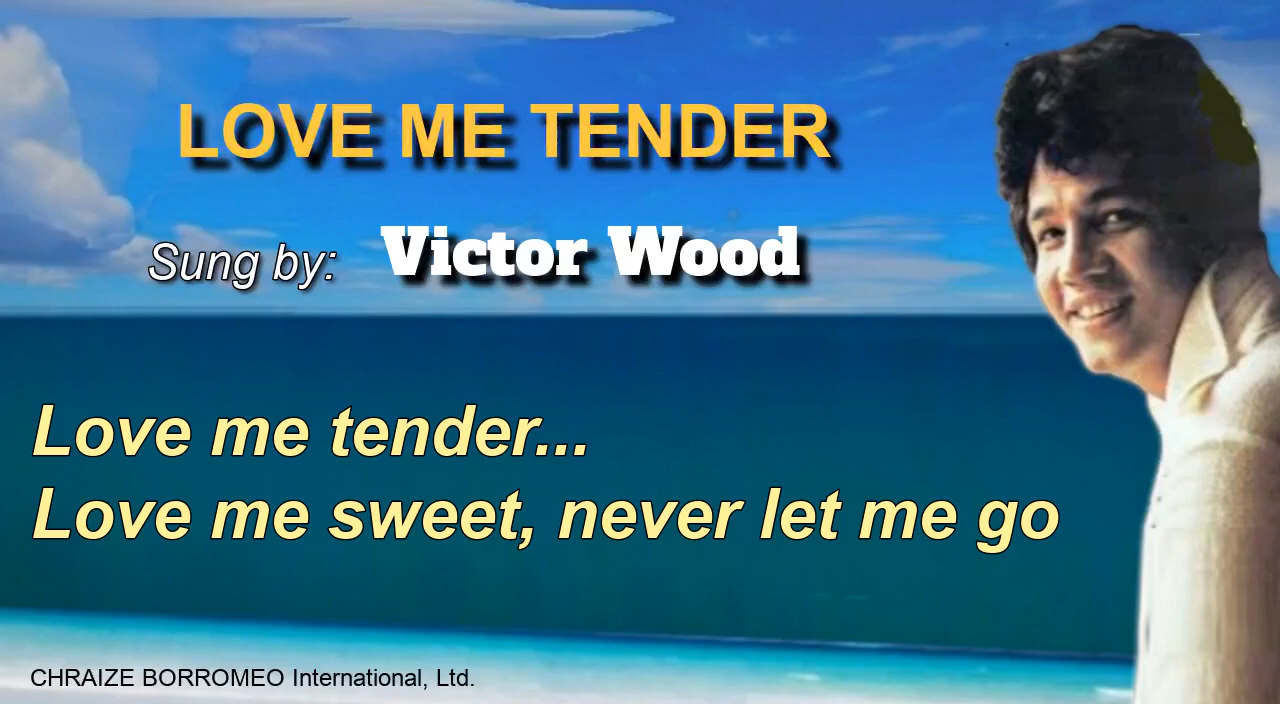 LOVE ME TENDER
Sung by: Victor Wood
Love me tender...
Love me sweet, never let me go
CHRAIZE BORROMEO International, Ltd.